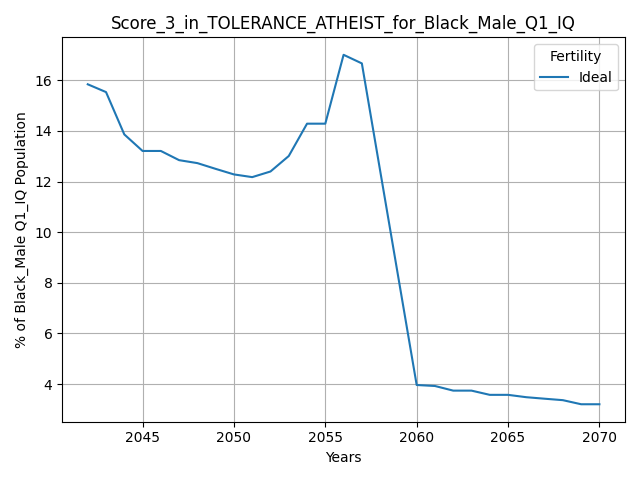 Score_3_in_TOLERANCE_ATHEIST_for_Black_Male_Q1_IQ
Fertility
Ideal
% of Black_Male Q1_IQ Population
16
14
12
10
8
6
4
2045
2050
2055
2060
2065
2070
Years